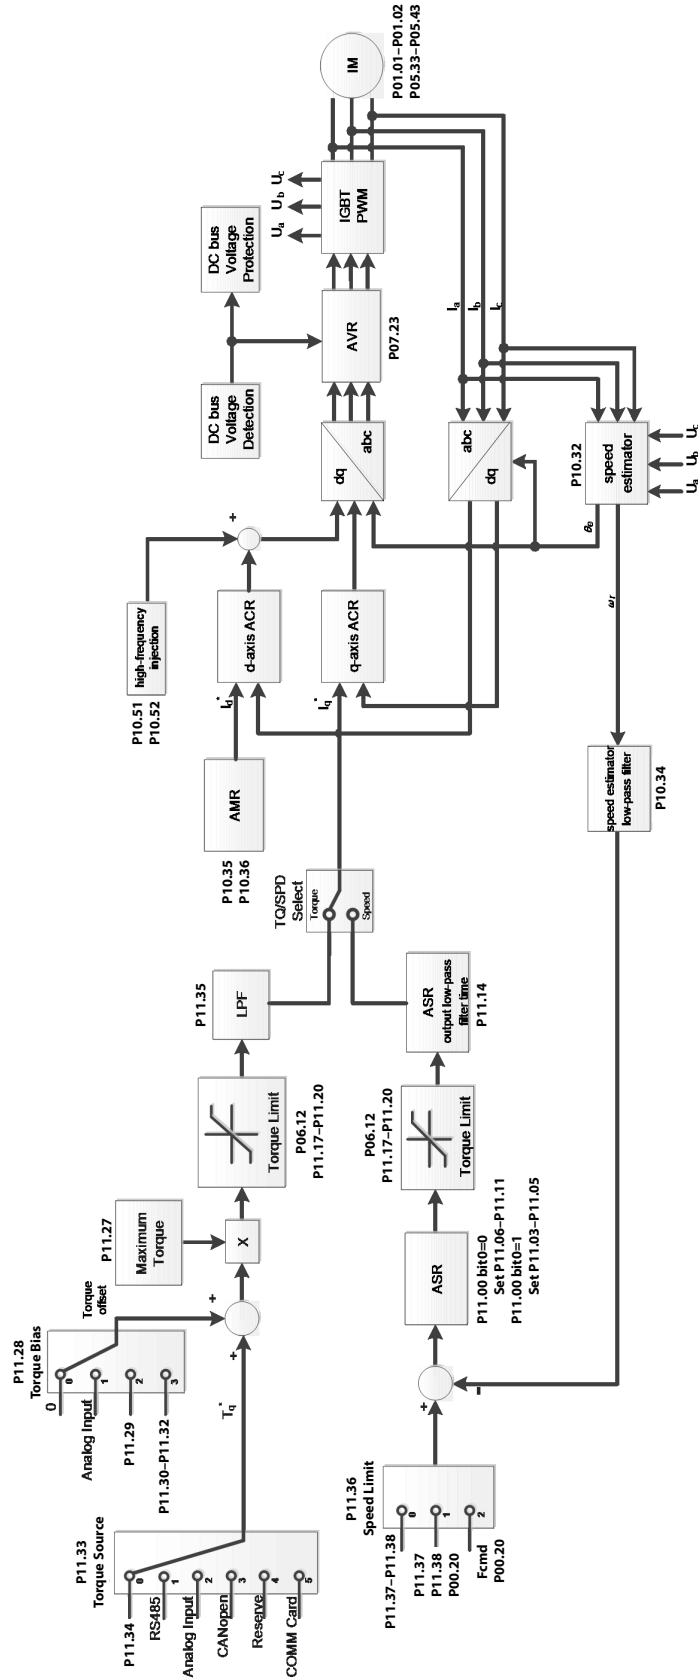 P11.33
Torque Source
P11.34
0
RS485
1
Analog Input
2
CANopen
3
Reserve
4
COMM Card
5
Tq*
+
P11.28
Torque Bias
0
0
Analog Input
1
P11.29
2
P11.30~P11.32
3
Torque
offset
+
P11.27
Maximum
Torque
X
Torque Limit
P06.12
P11.17~P11.20
P11.35
LPF
P11.36
Speed Limit
P11.37~P11.38
0
P11.37
P11.38
P00.20
1
Fcmd
P00.20
2
+
-
ASR
P11.00 bit0=0
Set P11.06~P11.11
P11.00 bit0=1
Set P11.03~P11.05
P06.12
P11.17~P11.20
Torque Limit
ASR
output low-pass
filter time
P11.14
TQ/SPD
Select
Torque
Speed
AMR
P10.35
P10.36
P10.51
P10.52
high-frequency
injection
Id*
d-axis ACR
+
Iq*
q-axis ACR
dq
abc
DC bus
Voltage
Detection
DC bus
Voltage
Protection
AVR
P07.23
Ua Ub Uc
IGBT
PWM
IM
P01.01~P01.02
P05.33~P05.43
Ia
Ib
Ic
abc
dq
P10.32
speed
estimator
Ua Ub Uc
θe
ωr
speed estimator
low-pass filter
P10.34